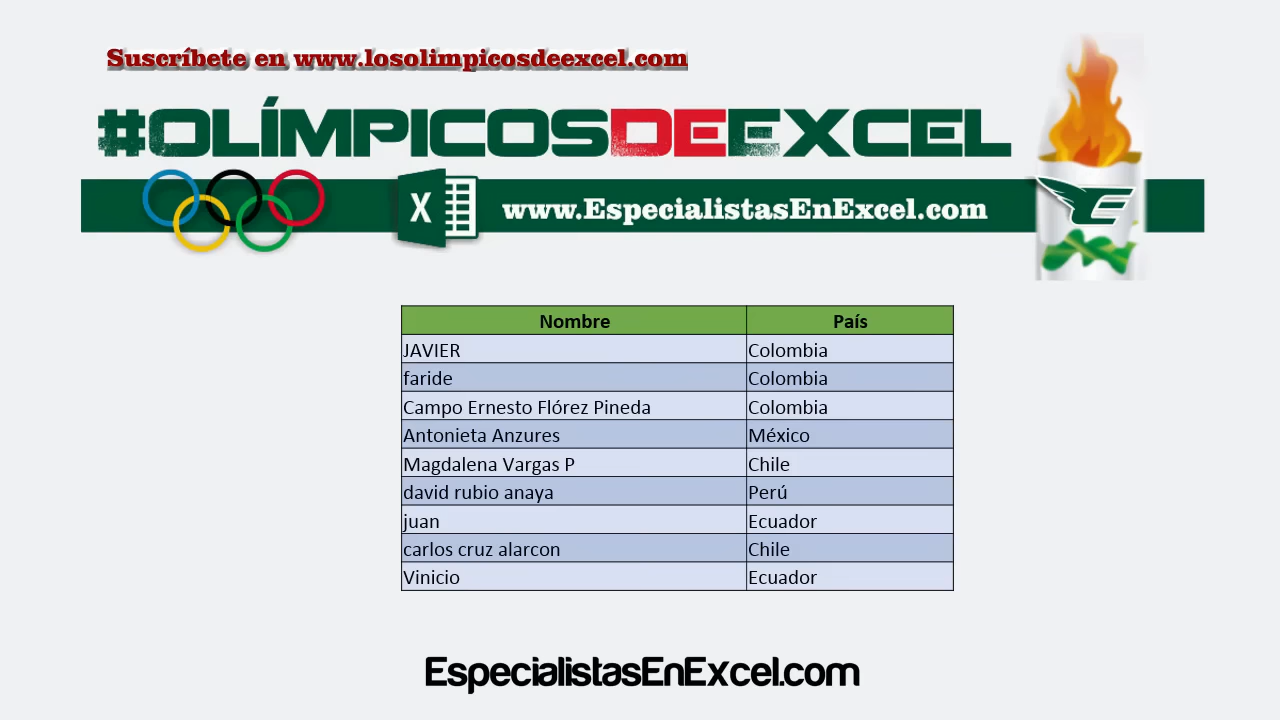 Suscríbete en www.losolimpicosdeexcel.com
#OLÍMPICOSDEEXCEL
X www.EspecialistasEnExcel.com
Nombre País
JAVIER Colombia
faride Colombia
Campo Ernesto Flórez Pineda Colombia
Antonieta Anzures México
Magdalena Vargas P Chile
david rubio anaya Perú
juan Ecuador
carlos cruz alarcon Chile
Vinicio Ecuador
EspecialistasEnExcel.com